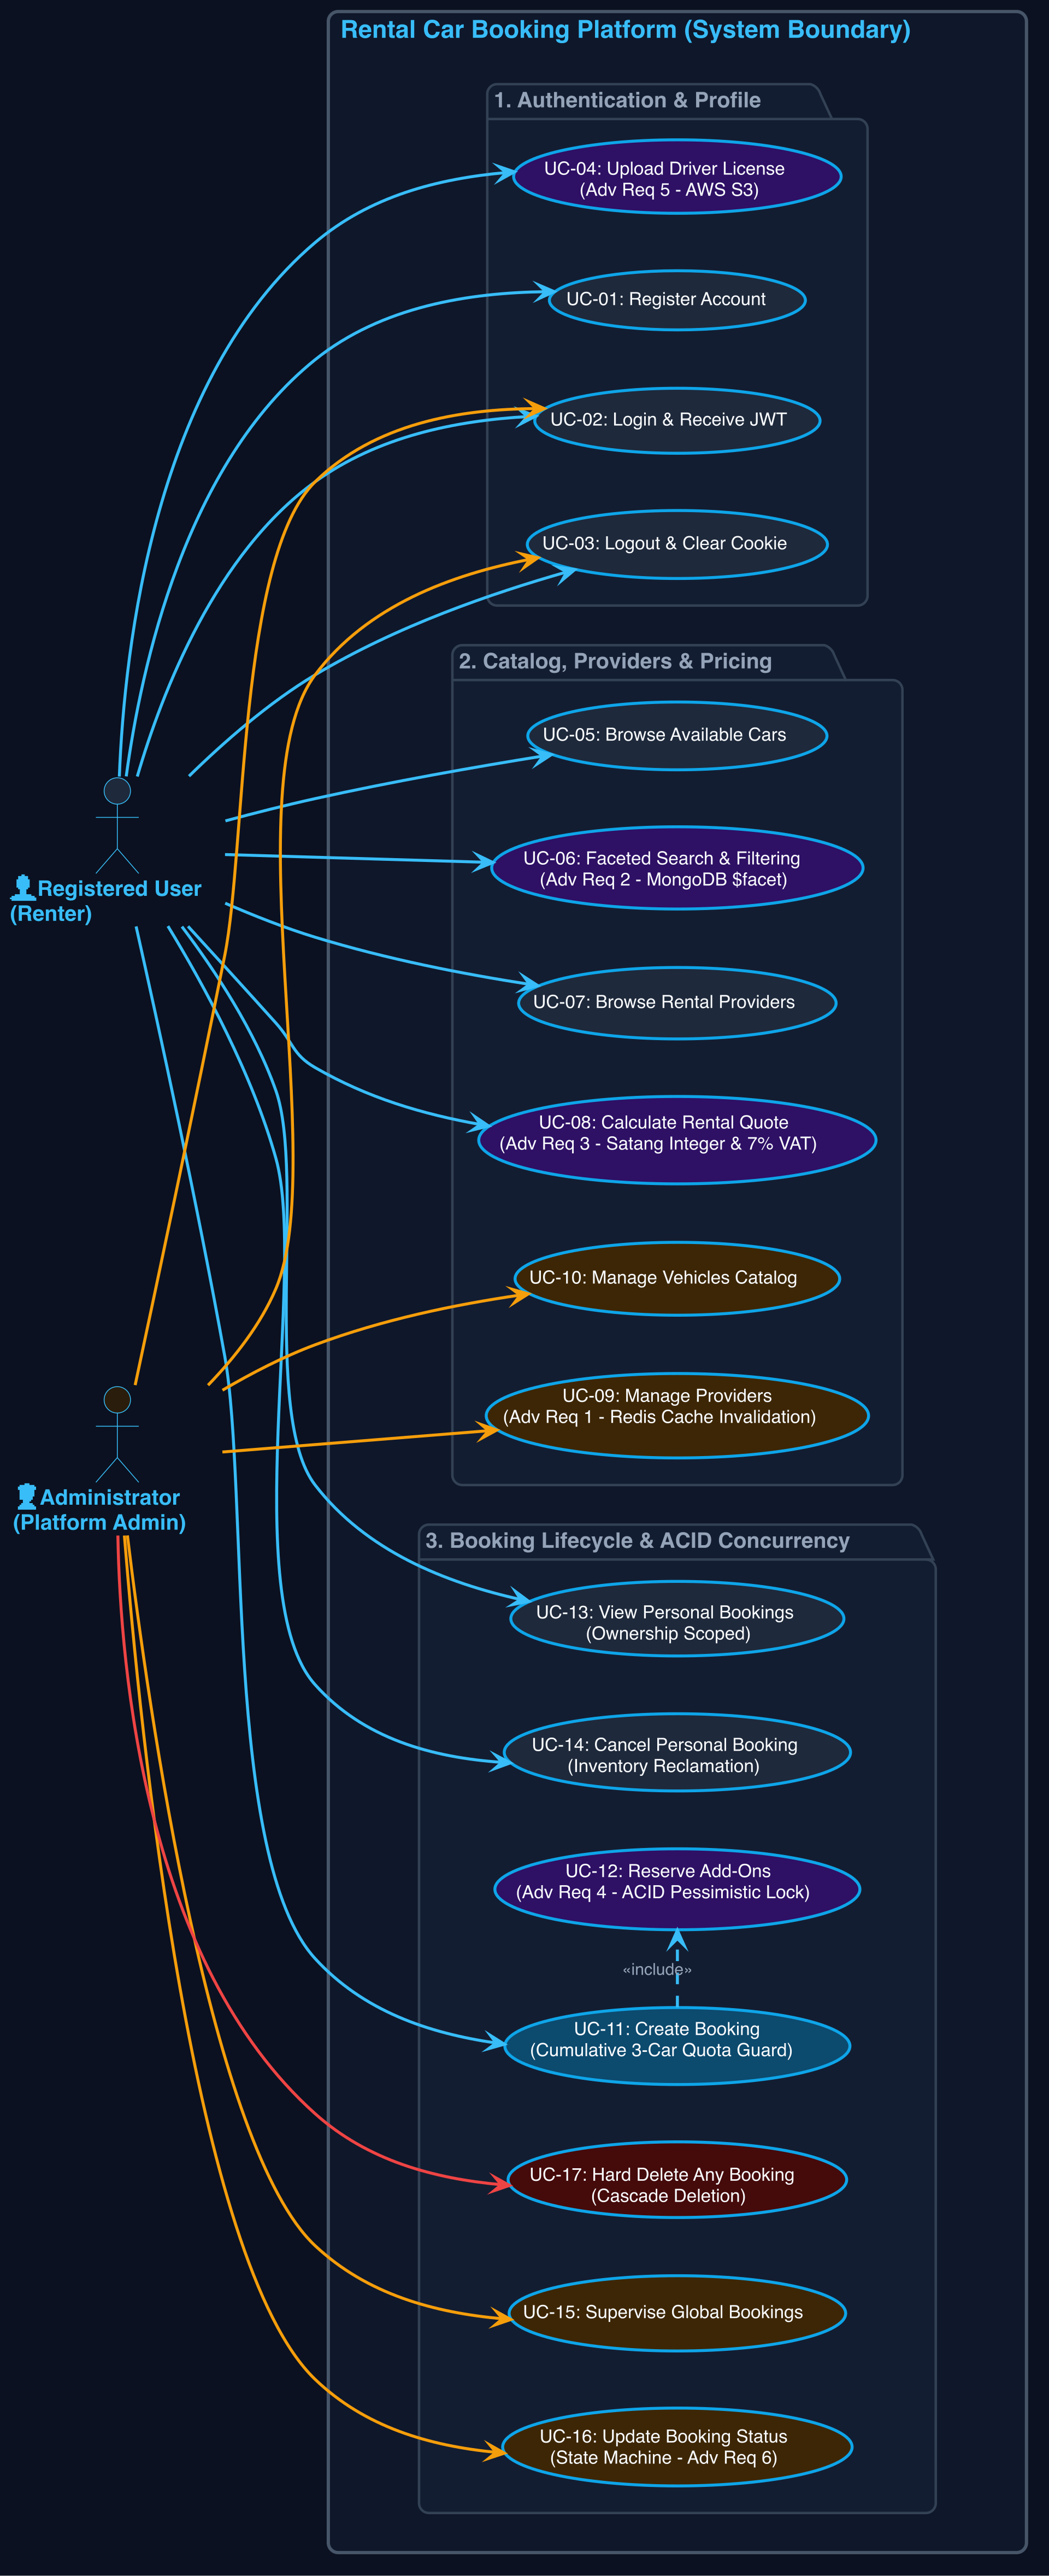 Rental Car Booking Platform (System Boundary)
1. Authentication & Profile
UC-04: Upload Driver License
(Adv Req 5 - AWS S3)
UC-01: Register Account
UC-02: Login & Receive JWT
UC-03: Logout & Clear Cookie
2. Catalog, Providers & Pricing
UC-05: Browse Available Cars
Registered User
(Renter)
UC-06: Faceted Search & Filtering
(Adv Req 2 - MongoDB $facet)
UC-07: Browse Rental Providers
UC-08: Calculate Rental Quote
(Adv Req 3 - Satang Integer & 7% VAT)
UC-10: Manage Vehicles Catalog
UC-09: Manage Providers
(Adv Req 1 - Redis Cache Invalidation)
Administrator
(Platform Admin)
3. Booking Lifecycle & ACID Concurrency
UC-13: View Personal Bookings
(Ownership Scoped)
UC-14: Cancel Personal Booking
(Inventory Reclamation)
UC-12: Reserve Add-Ons
(Adv Req 4 - ACID Pessimistic Lock)
«include»
UC-11: Create Booking
(Cumulative 3-Car Quota Guard)
UC-17: Hard Delete Any Booking
(Cascade Deletion)
UC-15: Supervise Global Bookings
UC-16: Update Booking Status
(State Machine - Adv Req 6)